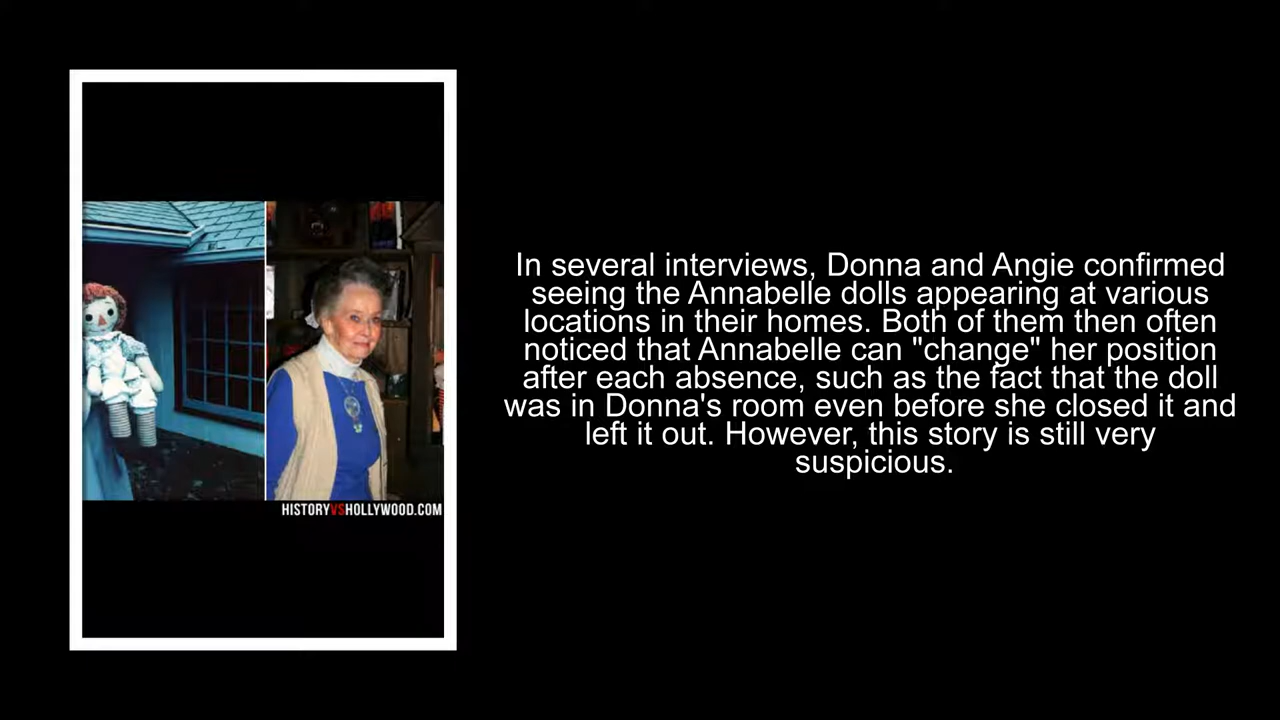 In several interviews, Donna and Angie confirmed
seeing the Annabelle dolls appearing at various
locations in their homes. Both of them then often
noticed that Annabelle can "change" her position
after each absence, such as the fact that the doll
was in Donna's room even before she closed it and
left it out. However, this story is still very
suspicious.
HISTORYVSHOLLYWOOD.COM